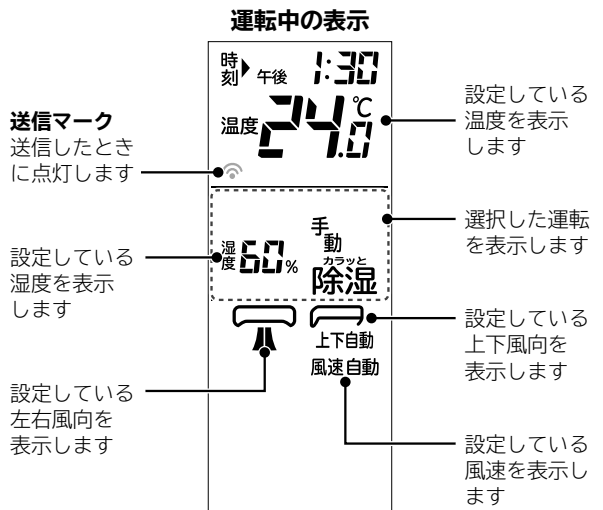 運転中の表示
時刻 午後 1:30
温度 24.0 ℃
設定している
温度を表示
します
送信マーク
送信したとき
に点灯します
選択した運転
を表示します
手動
湿度 60%
カラッと
除湿
設定している
湿度を表示
します
上下自動
風速自動
設定している
上下風向を
表示します
設定している
左右風向を
表示します
設定している
風速を表示し
ます